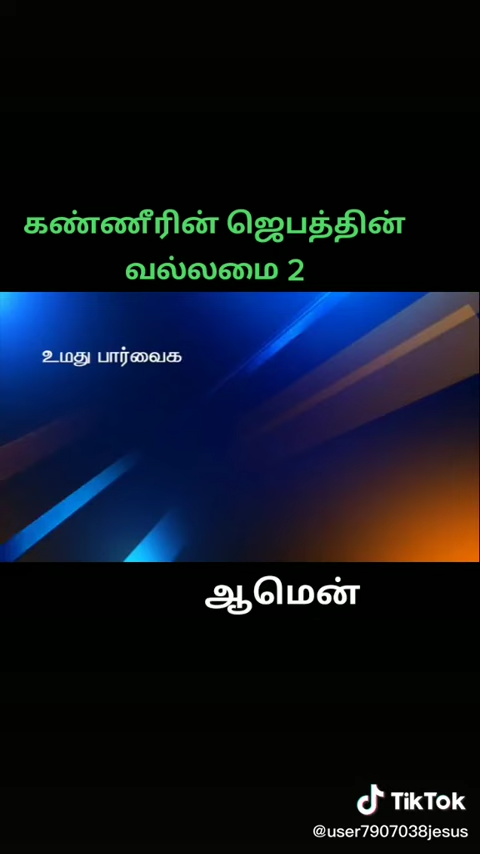 கண்ணீரின் ஜெபத்தின்
வல்லமை 2
உமது பார்வைக
ஆமென்
TikTok
@user7907038jesus